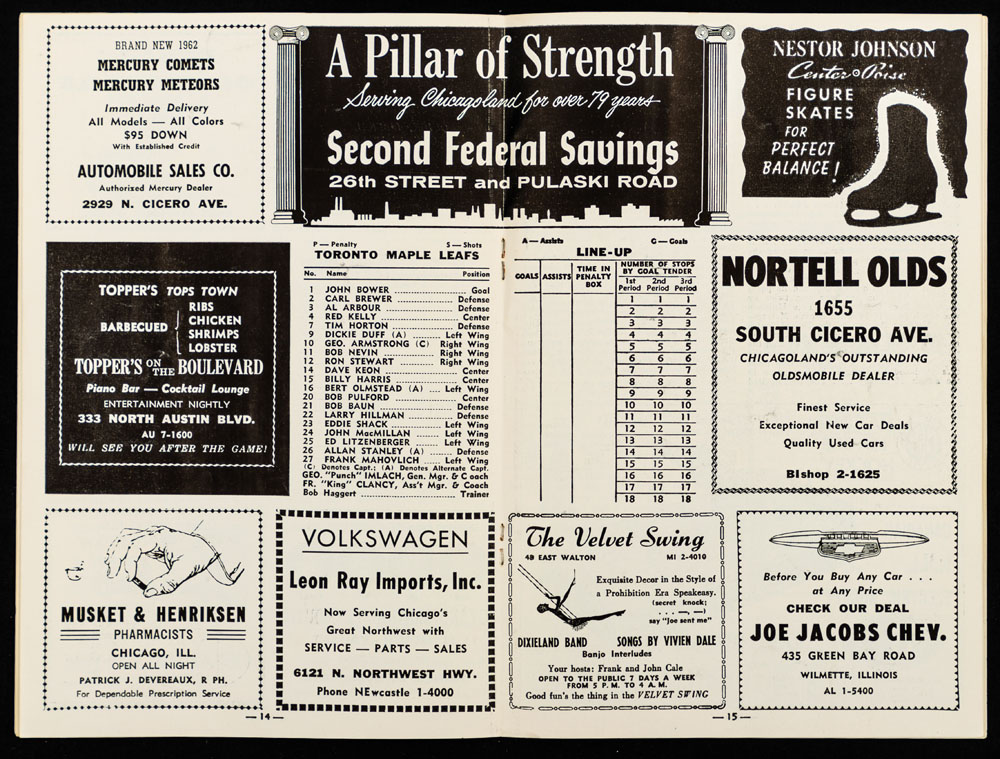 BRAND NEW 1962
MERCURY COMETS
MERCURY METEORS
Immediate Delivery
All Models — All Colors
$95 DOWN
With Established Credit
AUTOMOBILE SALES CO.
Authorized Mercury Dealer
2929 N. CICERO AVE.
A Pillar of Strength
Serving Chicagoland for over 79 years
Second Federal Savings
26th STREET and PULASKI ROAD
NESTOR JOHNSON
Center Poise
FIGURE
SKATES
FOR
PERFECT
BALANCE!
TOPPER'S TOPS TOWN
BARBECUED
RIBS
CHICKEN
SHRIMPS
LOBSTER
TOPPER'S ON THE BOULEVARD
Piano Bar — Cocktail Lounge
ENTERTAINMENT NIGHTLY
333 NORTH AUSTIN BLVD.
AU 7-1600
WILL SEE YOU AFTER THE GAME!
P — Penalty S — Shots
TORONTO MAPLE LEAFS
No. Name Position
1 JOHN BOWER Goal
2 CARL BREWER Defense
3 AL ARBOUR Defense
4 RED KELLY Center
7 TIM HORTON Defense
9 DICKIE DUFF (A) Left Wing
10 GEO. ARMSTRONG (C) Right Wing
11 BOB NEVIN Right Wing
12 RON STEWART Right Wing
14 DAVE KEON Center
15 BILLY HARRIS Center
16 BERT OLMSTEAD (A) Left Wing
20 BOB PULFORD Center
21 BOB BAUN Defense
22 LARRY HILLMAN Defense
23 EDDIE SHACK Left Wing
24 JOHN MacMILLAN Left Wing
25 ED LITZENBERGER Left Wing
26 ALLAN STANLEY (A) Defense
27 FRANK MAHOVLICH Left Wing
(C) Denotes Capt.; (A) Denotes Alternate Capt.
GEO. "Punch" IMLACH, Gen. Mgr. & Coach
FR. "King" CLANCY, Ass't Mgr. & Coach
Bob Haggert Trainer
A — Assists G — Goals
LINE-UP
GOALS ASSISTS TIME IN PENALTY BOX NUMBER OF STOPS BY GOAL TENDER
1st Period 2nd Period 3rd Period
1 1 1
2 2 2
3 3 3
4 4 4
5 5 5
6 6 6
7 7 7
8 8 8
9 9 9
10 10 10
11 11 11
12 12 12
13 13 13
14 14 14
15 15 15
16 16 16
17 17 17
18 18 18
NORTELL OLDS
1655
SOUTH CICERO AVE.
CHICAGOLAND'S OUTSTANDING
OLDSMOBILE DEALER
Finest Service
Exceptional New Car Deals
Quality Used Cars
BIshop 2-1625
MUSKET & HENRIKSEN
PHARMACISTS
CHICAGO, ILL.
OPEN ALL NIGHT
PATRICK J. DEVEREAUX, R PH.
For Dependable Prescription Service
VOLKSWAGEN
Leon Ray Imports, Inc.
Now Serving Chicago's
Great Northwest with
SERVICE — PARTS — SALES
6121 N. NORTHWEST HWY.
Phone NEwcastle 1-4000
The Velvet Swing
48 EAST WALTON MI 2-4010
Exquisite Decor in the Style of
a Prohibition Era Speakeasy.
(secret knock;
. . . —, —)
say "Joe sent me"
DIXIELAND BAND SONGS BY VIVIEN DALE
Banjo Interludes
Your hosts: Frank and John Cale
OPEN TO THE PUBLIC 7 DAYS A WEEK
FROM 5 P.M. TO 4 A.M.
Good fun's the thing in the VELVET SWING
Before You Buy Any Car . . .
at Any Price
CHECK OUR DEAL
JOE JACOBS CHEV.
435 GREEN BAY ROAD
WILMETTE, ILLINOIS
AL 1-5400
— 14 —
— 15 —